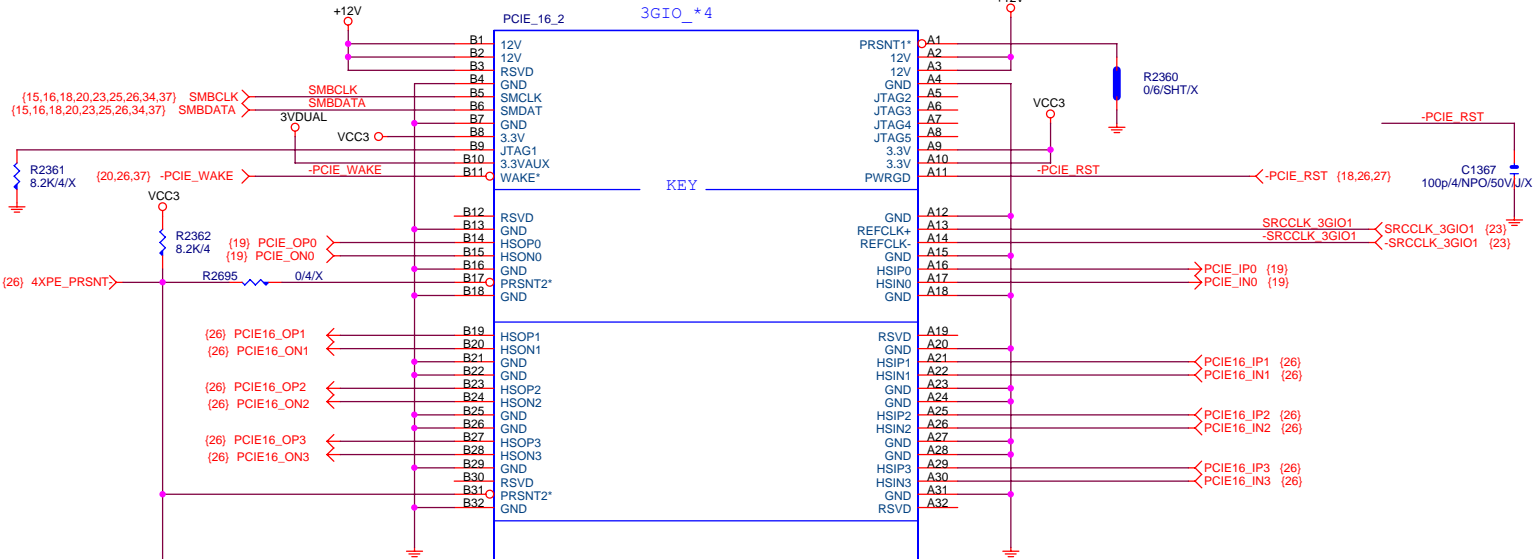 +12V
PCIE_16_2
3GIO_*4
+12V
B1 12V
B2 12V
B3 RSVD
B4 GND
B5 SMCLK
B6 SMDAT
B7 GND
B8 3.3V
B9 JTAG1
B10 3.3VAUX
B11 WAKE*
PRSNT1* A1
12V A2
12V A3
GND A4
JTAG2 A5
JTAG3 A6
JTAG4 A7
JTAG5 A8
3.3V A9
3.3V A10
PWRGD A11
{15,16,18,20,23,25,26,34,37} SMBCLK SMBCLK
{15,16,18,20,23,25,26,34,37} SMBDATA SMBDATA
3VDUAL
VCC3
R2361
8.2K/4/X
{20,26,37} -PCIE_WAKE -PCIE_WAKE
R2360
0/6/SHT/X
VCC3
-PCIE_RST
-PCIE_RST
-PCIE_RST {18,26,27}
C1367
100p/4/NPO/50V/J/X
KEY
VCC3
R2362
8.2K/4
B12 RSVD
B13 GND
B14 HSOP0
B15 HSON0
B16 GND
B17 PRSNT2*
B18 GND
GND A12
REFCLK+ A13
REFCLK- A14
GND A15
HSIP0 A16
HSIN0 A17
GND A18
{19} PCIE_OP0
{19} PCIE_ON0
{26} 4XPE_PRSNT-
R2695 0/4/X
SRCCLK_3GIO1 SRCCLK_3GIO1 {23}
-SRCCLK_3GIO1 -SRCCLK_3GIO1 {23}
PCIE_IP0 {19}
PCIE_IN0 {19}
B19 HSOP1
B20 HSON1
B21 GND
B22 GND
B23 HSOP2
B24 HSON2
B25 GND
B26 GND
B27 HSOP3
B28 HSON3
B29 GND
B30 RSVD
B31 PRSNT2*
B32 GND
RSVD A19
GND A20
HSIP1 A21
HSIN1 A22
GND A23
GND A24
HSIP2 A25
HSIN2 A26
GND A27
GND A28
HSIP3 A29
HSIN3 A30
GND A31
RSVD A32
{26} PCIE16_OP1
{26} PCIE16_ON1
{26} PCIE16_OP2
{26} PCIE16_ON2
{26} PCIE16_OP3
{26} PCIE16_ON3
PCIE16_IP1 {26}
PCIE16_IN1 {26}
PCIE16_IP2 {26}
PCIE16_IN2 {26}
PCIE16_IP3 {26}
PCIE16_IN3 {26}